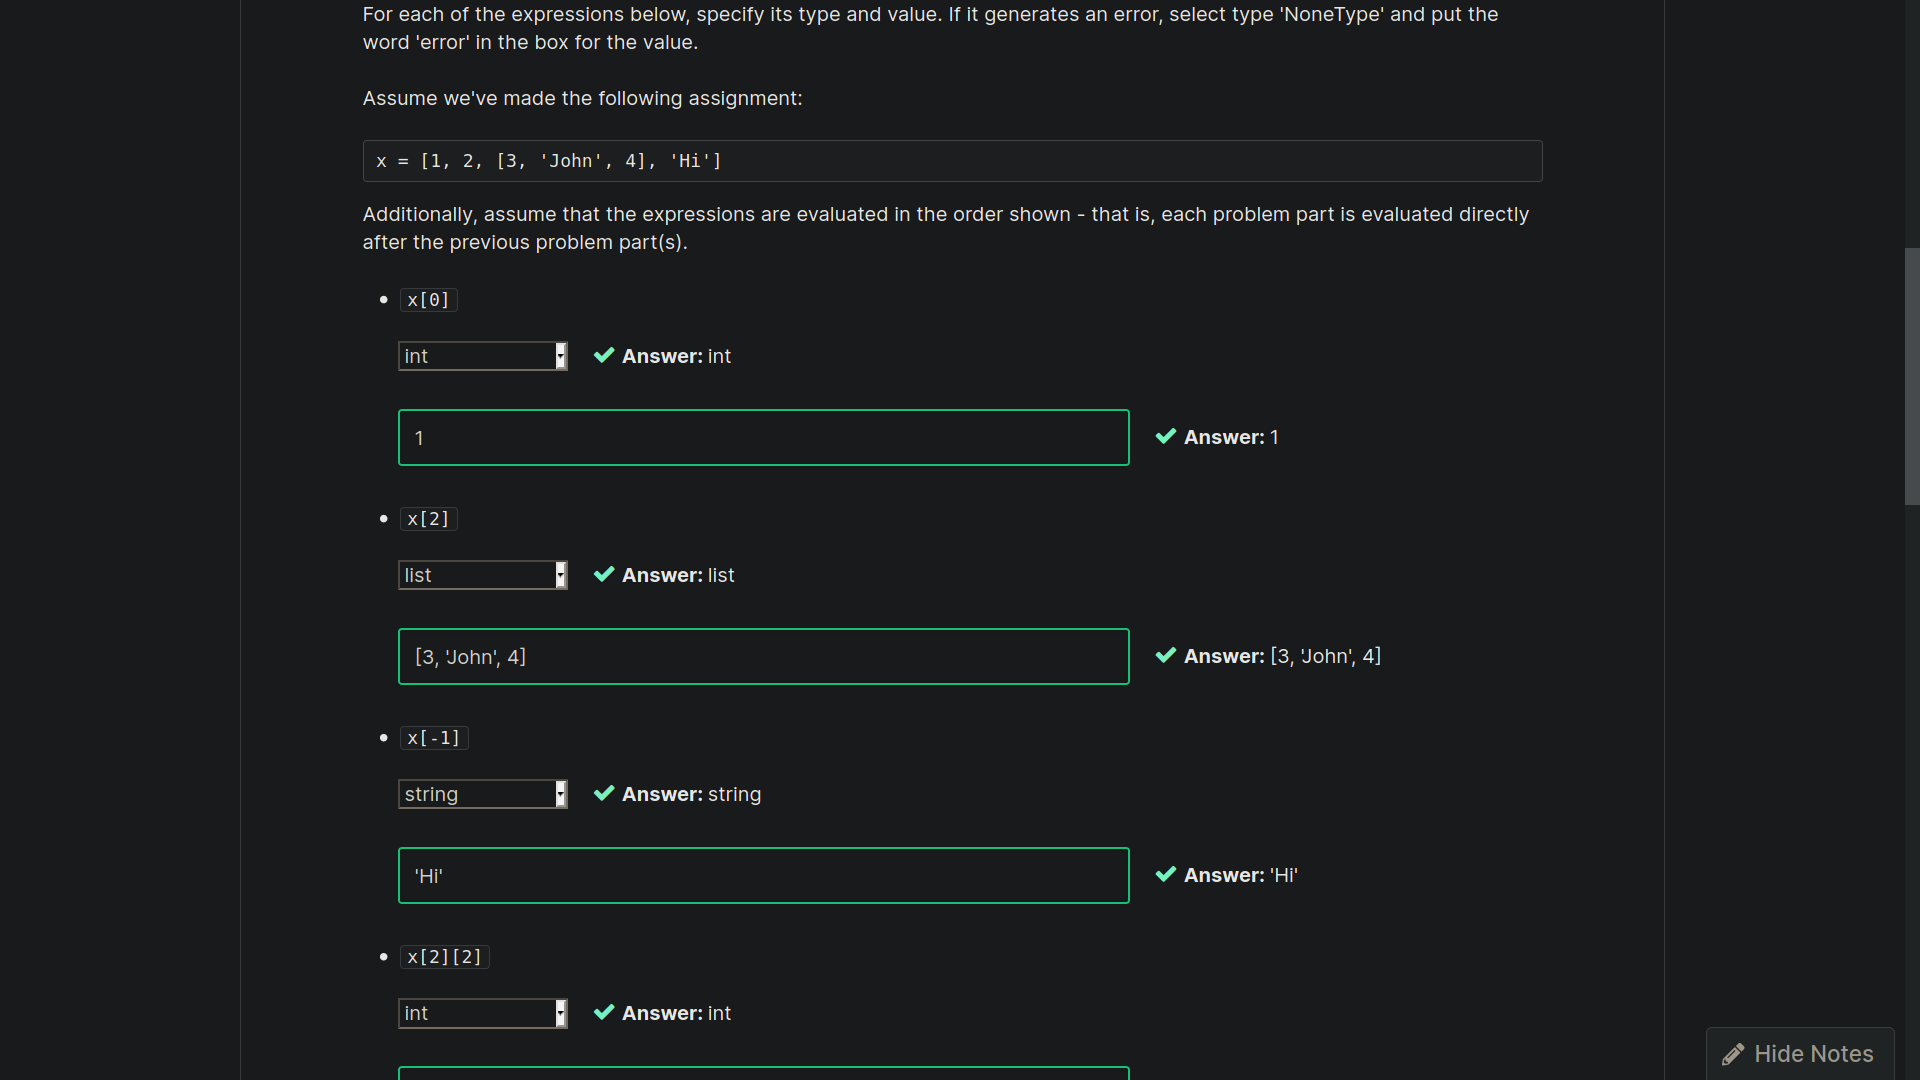 For each of the expressions below, specify its type and value. If it generates an error, select type 'NoneType' and put the
word 'error' in the box for the value.
Assume we've made the following assignment:
x = [1, 2, [3, 'John', 4], 'Hi']
Additionally, assume that the expressions are evaluated in the order shown - that is, each problem part is evaluated directly
after the previous problem part(s).
x[0]
int Answer: int
1 Answer: 1
x[2]
list Answer: list
[3, 'John', 4] Answer: [3, 'John', 4]
x[-1]
string Answer: string
'Hi' Answer: 'Hi'
x[2][2]
int Answer: int
Hide Notes